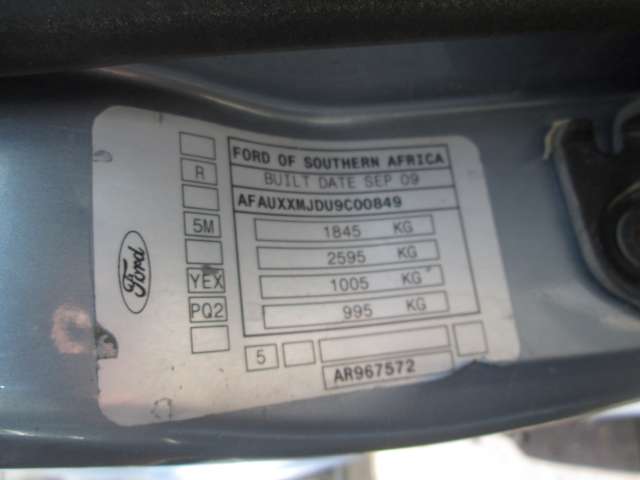 FORD OF SOUTHERN AFRICA
BUILT DATE SEP 09
AFAUXXMJDU9C00849
R
5M
YEX
PQ2
1845 KG
2595 KG
1005 KG
995 KG
5
AR967572
Ford